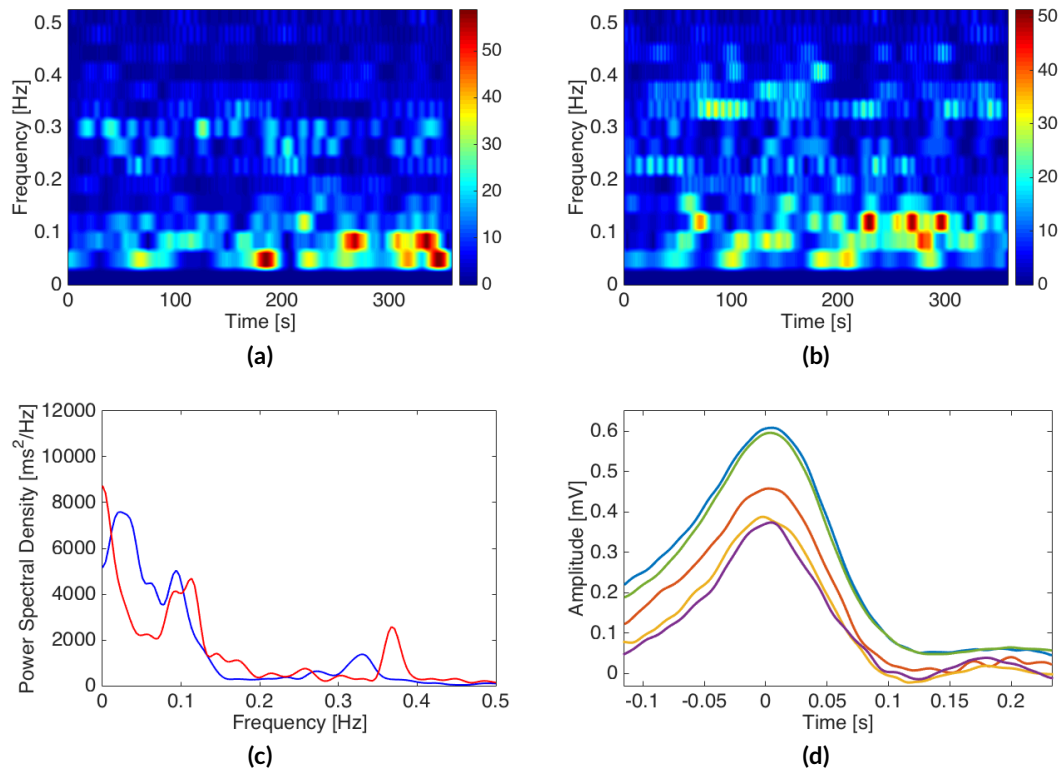 0.5
0.4
0.3
0.2
0.1
0
Frequency [Hz]
0 100 200 300
Time [s]
50
40
30
20
10
0
(a)
0.5
0.4
0.3
0.2
0.1
0
Frequency [Hz]
0 100 200 300
Time [s]
50
40
30
20
10
0
(b)
12000
10000
8000
6000
4000
2000
0
Power Spectral Density [ms²/Hz]
0 0.1 0.2 0.3 0.4 0.5
Frequency [Hz]
(c)
0.6
0.5
0.4
0.3
0.2
0.1
0
Amplitude [mV]
-0.1 -0.05 0 0.05 0.1 0.15 0.2
Time [s]
(d)